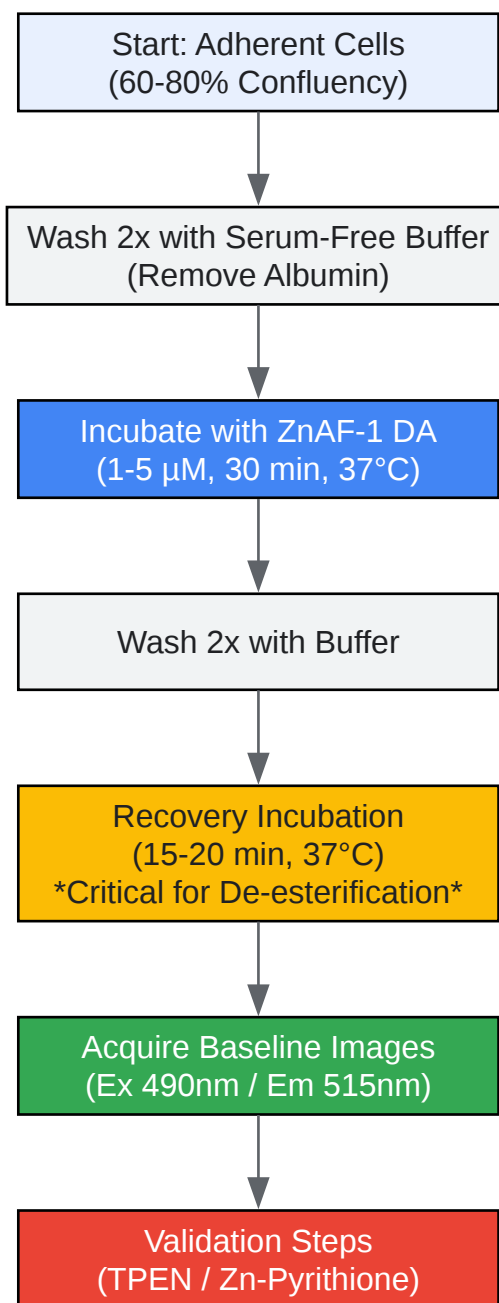 Start: Adherent Cells
(60-80% Confluency)
Wash 2x with Serum-Free Buffer
(Remove Albumin)
Incubate with ZnAF-1 DA
(1-5 µM, 30 min, 37°C)
Wash 2x with Buffer
Recovery Incubation
(15-20 min, 37°C)
*Critical for De-esterification*
Acquire Baseline Images
(Ex 490nm / Em 515nm)
Validation Steps
(TPEN / Zn-Pyrithione)